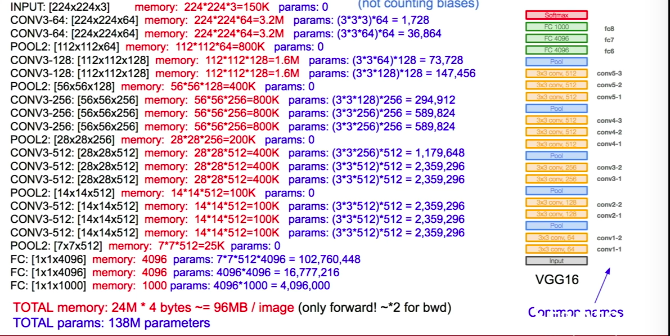 (not counting biases)
INPUT: [224x224x3] memory: 224*224*3=150K params: 0
CONV3-64: [224x224x64] memory: 224*224*64=3.2M params: (3*3*3)*64 = 1,728
CONV3-64: [224x224x64] memory: 224*224*64=3.2M params: (3*3*64)*64 = 36,864
POOL2: [112x112x64] memory: 112*112*64=800K params: 0
CONV3-128: [112x112x128] memory: 112*112*128=1.6M params: (3*3*64)*128 = 73,728
CONV3-128: [112x112x128] memory: 112*112*128=1.6M params: (3*3*128)*128 = 147,456
POOL2: [56x56x128] memory: 56*56*128=400K params: 0
CONV3-256: [56x56x256] memory: 56*56*256=800K params: (3*3*128)*256 = 294,912
CONV3-256: [56x56x256] memory: 56*56*256=800K params: (3*3*256)*256 = 589,824
CONV3-256: [56x56x256] memory: 56*56*256=800K params: (3*3*256)*256 = 589,824
POOL2: [28x28x256] memory: 28*28*256=200K params: 0
CONV3-512: [28x28x512] memory: 28*28*512=400K params: (3*3*256)*512 = 1,179,648
CONV3-512: [28x28x512] memory: 28*28*512=400K params: (3*3*512)*512 = 2,359,296
CONV3-512: [28x28x512] memory: 28*28*512=400K params: (3*3*512)*512 = 2,359,296
POOL2: [14x14x512] memory: 14*14*512=100K params: 0
CONV3-512: [14x14x512] memory: 14*14*512=100K params: (3*3*512)*512 = 2,359,296
CONV3-512: [14x14x512] memory: 14*14*512=100K params: (3*3*512)*512 = 2,359,296
CONV3-512: [14x14x512] memory: 14*14*512=100K params: (3*3*512)*512 = 2,359,296
POOL2: [7x7x512] memory: 7*7*512=25K params: 0
FC: [1x1x4096] memory: 4096 params: 7*7*512*4096 = 102,760,448
FC: [1x1x4096] memory: 4096 params: 4096*4096 = 16,777,216
FC: [1x1x1000] memory: 1000 params: 4096*1000 = 4,096,000
TOTAL memory: 24M * 4 bytes ~= 96MB / image (only forward! ~*2 for bwd)
TOTAL params: 138M parameters
Softmax
FC 1000 fc8
FC 4096 fc7
FC 4096 fc6
Pool
3x3 conv, 512 conv5-3
3x3 conv, 512 conv5-2
3x3 conv, 512 conv5-1
Pool
3x3 conv, 512 conv4-3
3x3 conv, 512 conv4-2
3x3 conv, 512 conv4-1
Pool
3x3 conv, 256 conv3-2
3x3 conv, 256 conv3-1
Pool
3x3 conv, 128 conv2-2
3x3 conv, 128 conv2-1
Pool
3x3 conv, 64 conv1-2
3x3 conv, 64 conv1-1
Input
VGG16
Common names